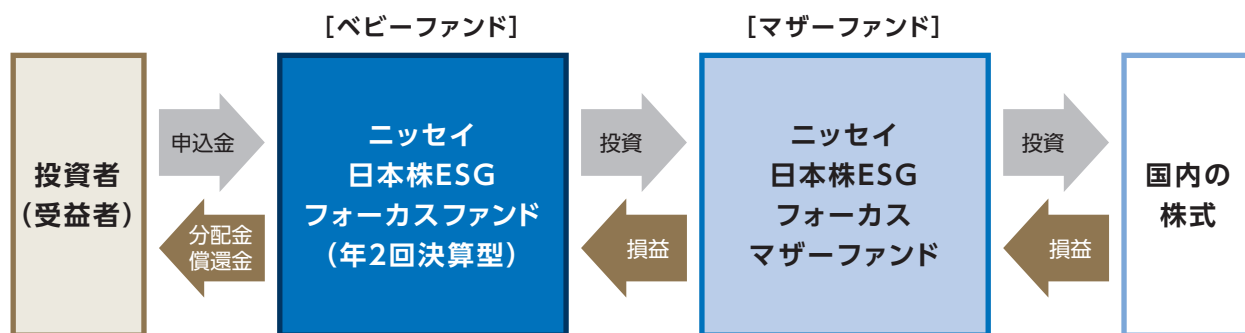 [ベビーファンド]
[マザーファンド]
投資者
(受益者)
申込金
分配金
償還金
ニッセイ
日本株ESG
フォーカスファンド
(年2回決算型)
投資
損益
ニッセイ
日本株ESG
フォーカス
マザーファンド
投資
損益
国内の
株式